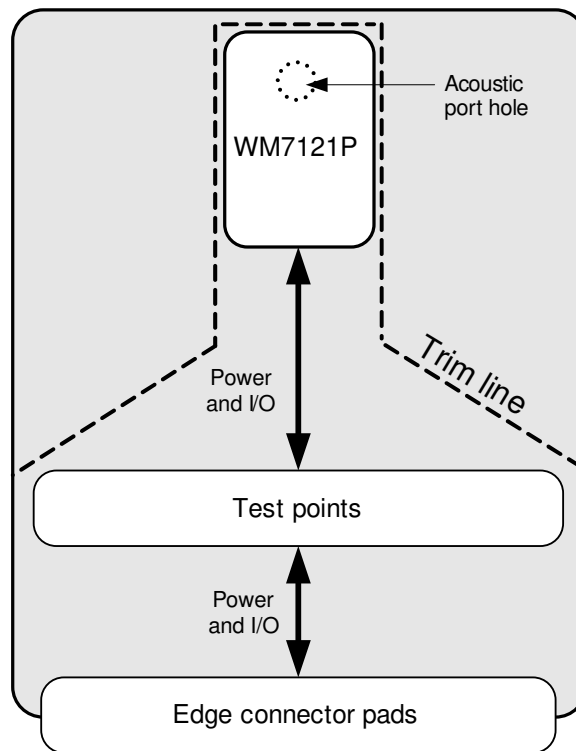 Acoustic
port hole
WM7121P
Trim line
Power
and I/O
Test points
Power
and I/O
Edge connector pads